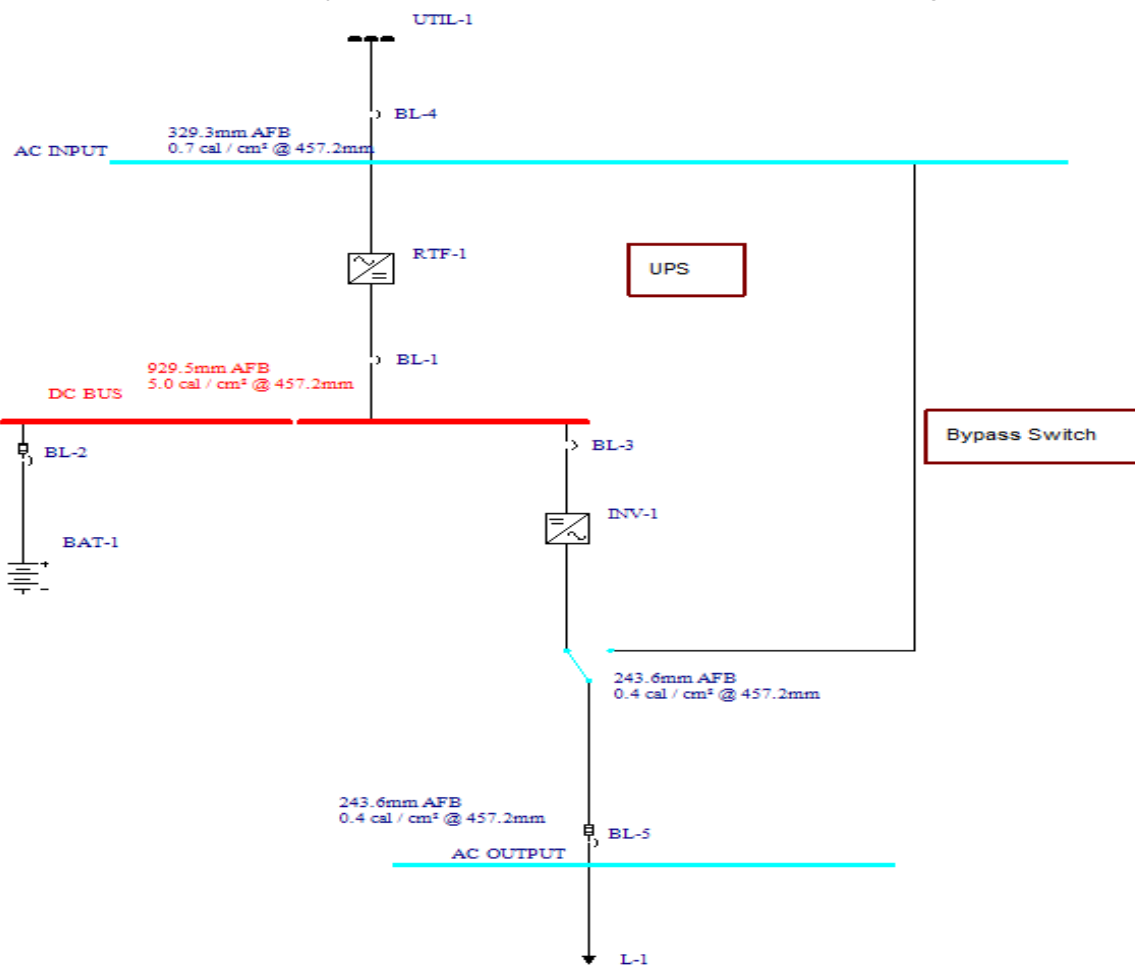 UTIL-1
BL-4
329.3mm AFB
0.7 cal / cm² @ 457.2mm
AC INPUT
RTF-1
UPS
BL-1
929.5mm AFB
5.0 cal / cm² @ 457.2mm
DC BUS
Bypass Switch
BL-2
BL-3
INV-1
BAT-1
243.6mm AFB
0.4 cal / cm² @ 457.2mm
243.6mm AFB
0.4 cal / cm² @ 457.2mm
BL-5
AC OUTPUT
L-1